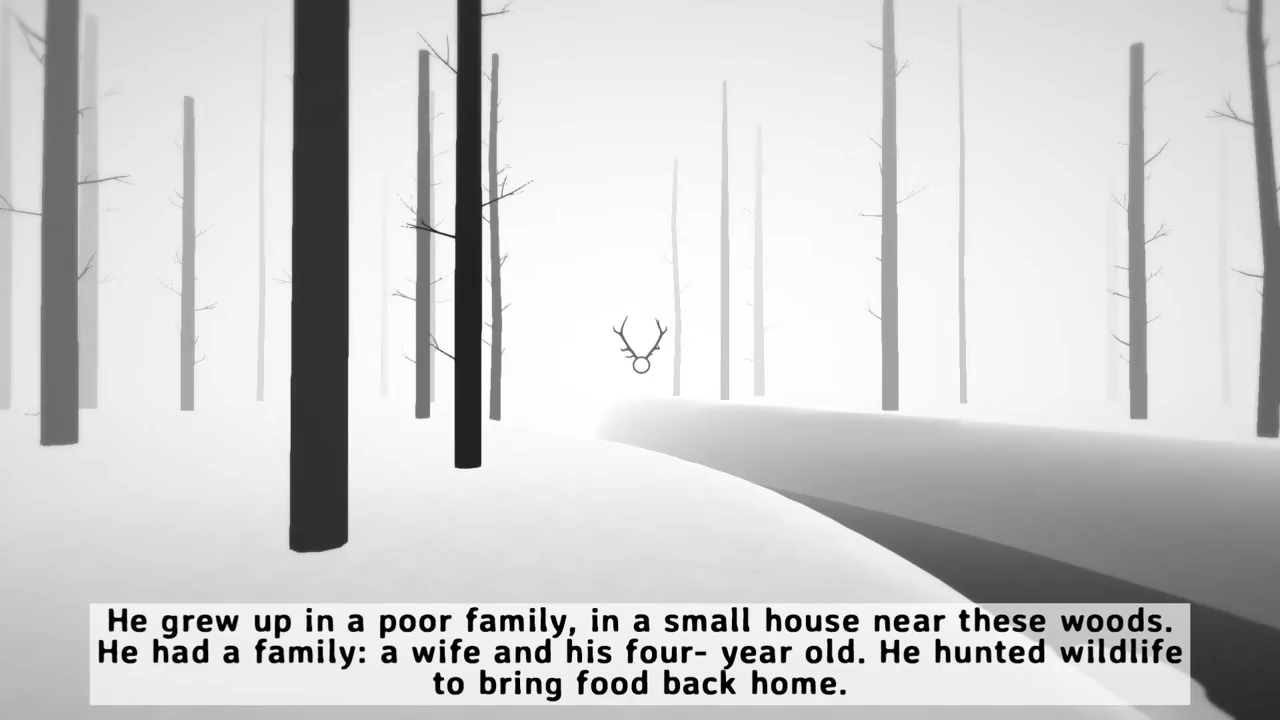 He grew up in a poor family, in a small house near these woods.
He had a family: a wife and his four- year old. He hunted wildlife
to bring food back home.